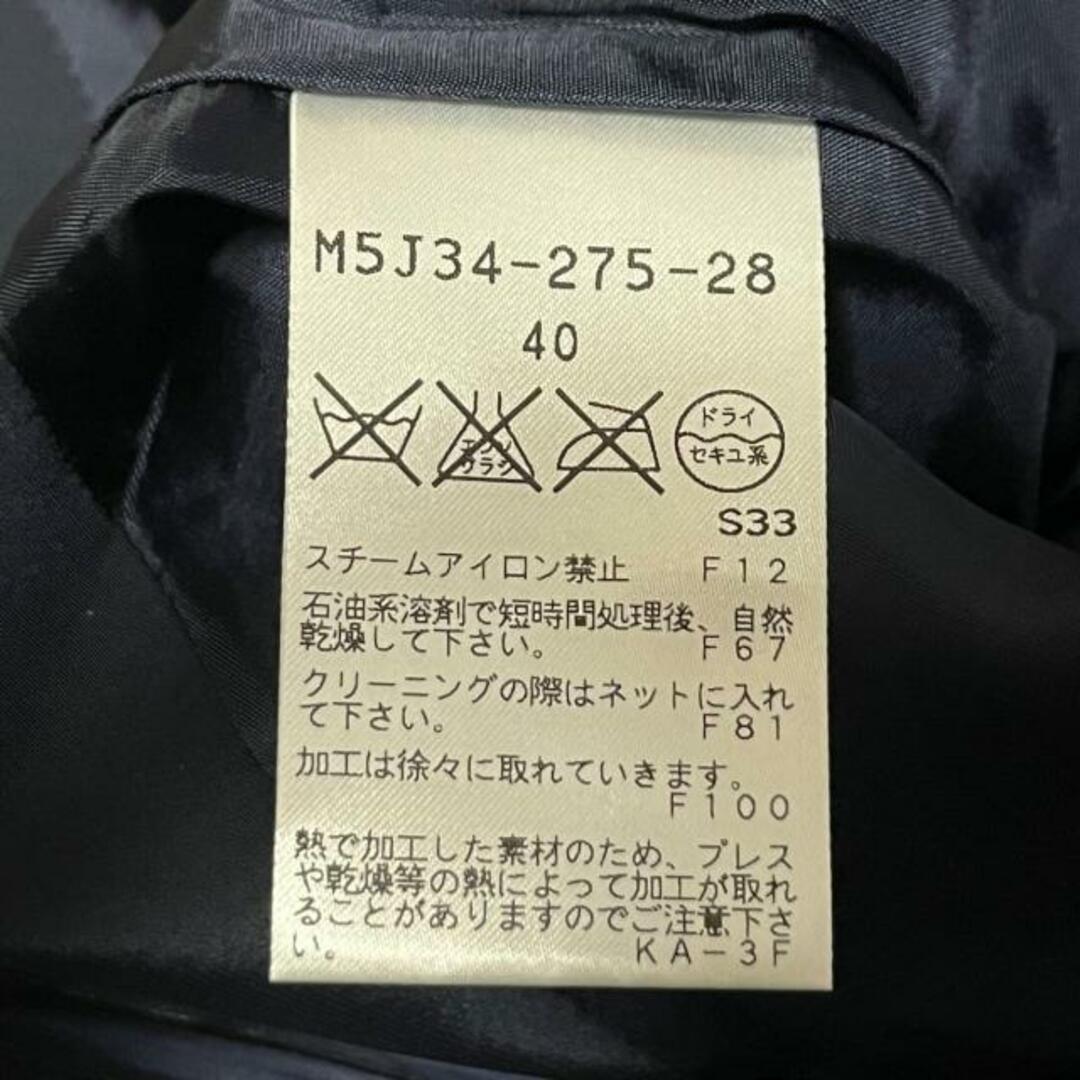 M5J34-275-28
40
エンソ
サラシ
ドライ
セキユ系
S33
スチームアイロン禁止 F12
石油系溶剤で短時間処理後、自然
乾燥して下さい。 F67
クリーニングの際はネットに入れ
て下さい。 F81
加工は徐々に取れていきます。
F100
熱で加工した素材のため、プレス
や乾燥等の熱によって加工が取れ
ることがありますのでご注意下さ
い。 KA-3F